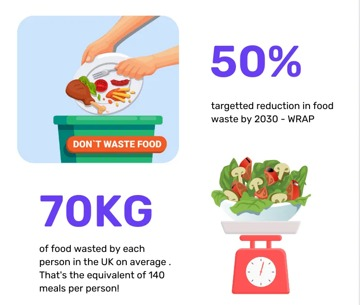 50%
targetted reduction in food
waste by 2030 - WRAP
DON`T WASTE FOOD
70KG
of food wasted by each
person in the UK on average .
That's the equivalent of 140
meals per person!